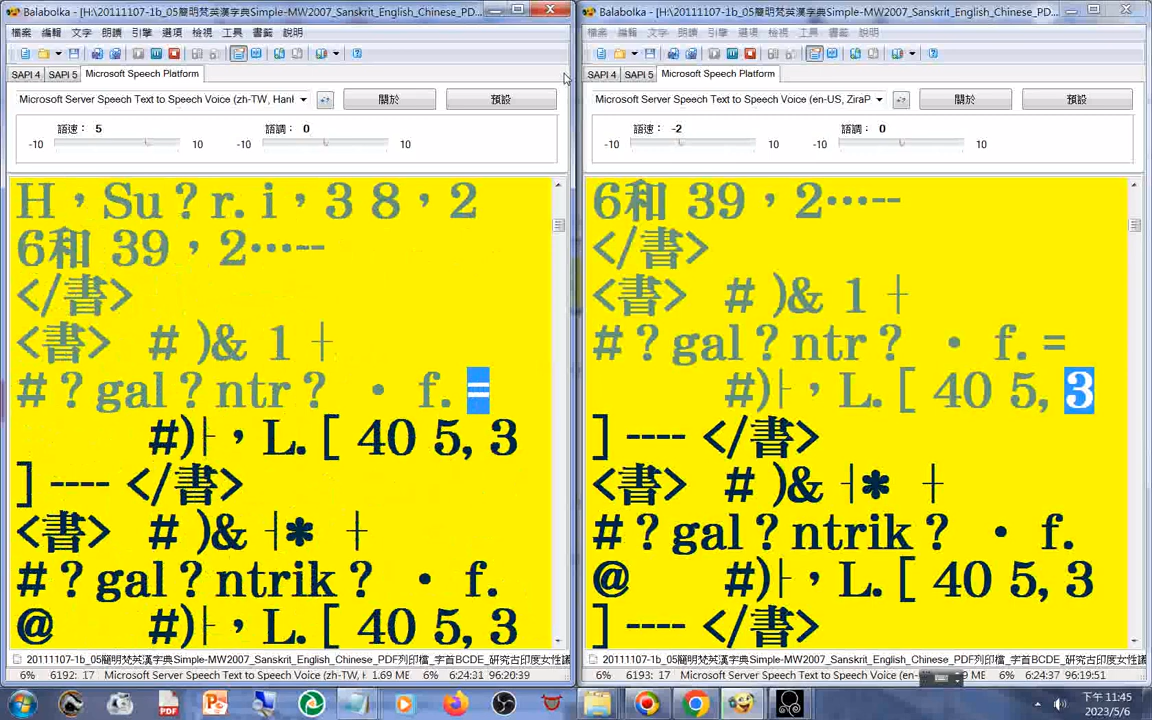 Balabolka - [H:\20111107-1b_05簡明梵英漢字典Simple-MW2007_Sanskrit_English_Chinese_PD...
檔案 編輯 文字 朗讀 引擎 選項 檢視 工具 書籤 說明
SAPI 4 SAPI 5 Microsoft Speech Platform
Microsoft Server Speech Text to Speech Voice (zh-TW, HanH 關於 預設
語速： 5 語調： 0
-10 10 -10 10
H，Su？r. i，3 8，2
6和 39，2…--
</書>
<書> # )& 1 ┼
#？gal？ntr？ • f. =
#)├，L. [ 40 5, 3
] ---- </書>
<書> # )& ┤* ┼
#？gal？ntrik？ • f.
@ #)├，L. [ 40 5, 3
20111107-1b_05簡明梵英漢字典Simple-MW2007_Sanskrit_English_Chinese_PDF列印檔_字首BCDE_研究古印度女性議
6% 6192: 17 Microsoft Server Speech Text to Speech Voice (zh-TW, H 1.69 ME 6% 6:24:31 96:20:39
Balabolka - [H:\20111107-1b_05簡明梵英漢字典Simple-MW2007_Sanskrit_English_Chinese_PD...
檔案 編輯 文字 朗讀 引擎 選項 檢視 工具 書籤 說明
SAPI 4 SAPI 5 Microsoft Speech Platform
Microsoft Server Speech Text to Speech Voice (en-US, ZiraP 關於 預設
語速： -2 語調： 0
-10 10 -10 10
6和 39，2…--
</書>
<書> # )& 1 ┼
#？gal？ntr？ • f. =
#)├，L. [ 40 5, 3
] ---- </書>
<書> # )& ┤* ┼
#？gal？ntrik？ • f.
@ #)├，L. [ 40 5, 3
] ---- </書>
20111107-1b_05簡明梵英漢字典Simple-MW2007_Sanskrit_English_Chinese_PDF列印檔_字首BCDE_研究古印度女性議
6% 6193: 17 Microsoft Server Speech Text to Speech Voice (en-US, 9 ME 6% 6:24:37 96:19:51
下午 11:45
2023/5/6